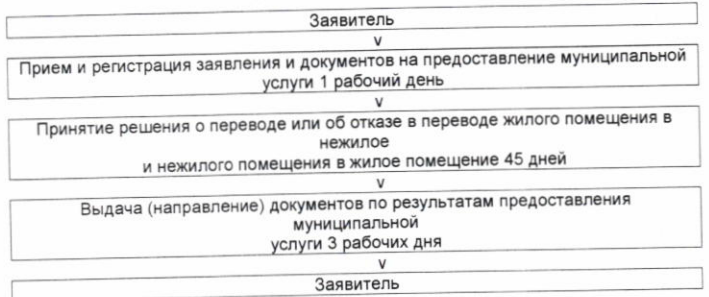 Заявитель
v
Прием и регистрация заявления и документов на предоставление муниципальной
услуги 1 рабочий день
v
Принятие решения о переводе или об отказе в переводе жилого помещения в
нежилое
и нежилого помещения в жилое помещение 45 дней
v
Выдача (направление) документов по результатам предоставления
муниципальной
услуги 3 рабочих дня
v
Заявитель